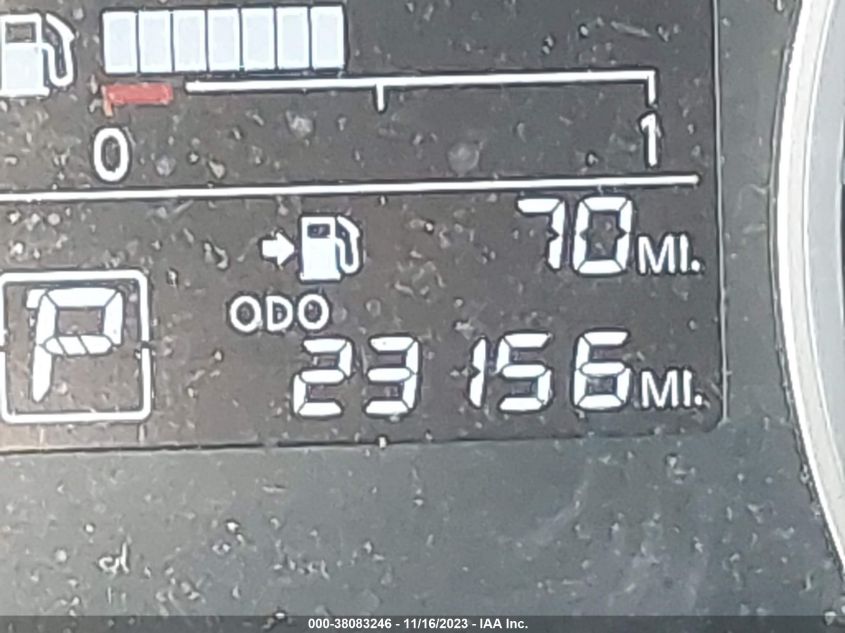 0 1
70 MI.
P
ODO
23156 MI.
000-38083246 - 11/16/2023 - IAA Inc.